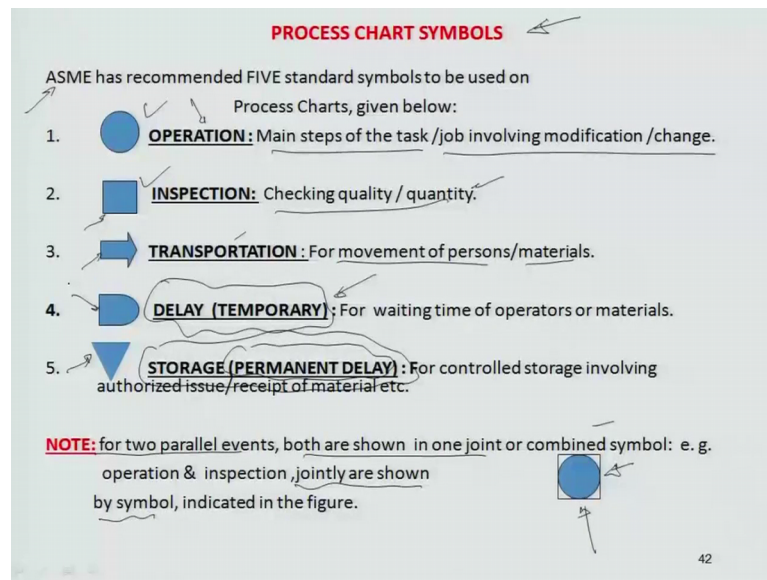 PROCESS CHART SYMBOLS
ASME has recommended FIVE standard symbols to be used on
Process Charts, given below:
1. OPERATION: Main steps of the task /job involving modification /change.
2. INSPECTION: Checking quality / quantity.
3. TRANSPORTATION : For movement of persons/materials.
4. DELAY (TEMPORARY) : For waiting time of operators or materials.
5. STORAGE (PERMANENT DELAY) : For controlled storage involving
authorized issue/receipt of material etc.
NOTE: for two parallel events, both are shown in one joint or combined symbol: e. g.
operation & inspection ,jointly are shown
by symbol, indicated in the figure.
42